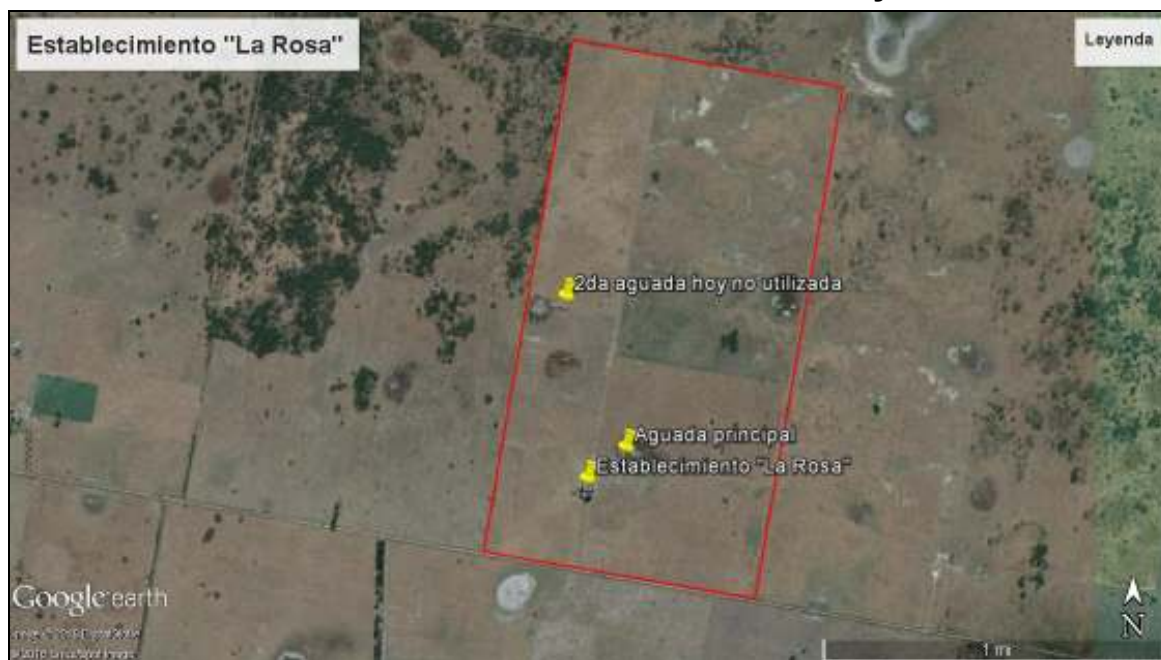 Establecimiento "La Rosa"
Leyenda
2da aguada hoy no utilizada
Aguada principal
Establecimiento "La Rosa"
Google earth
N
1 mi